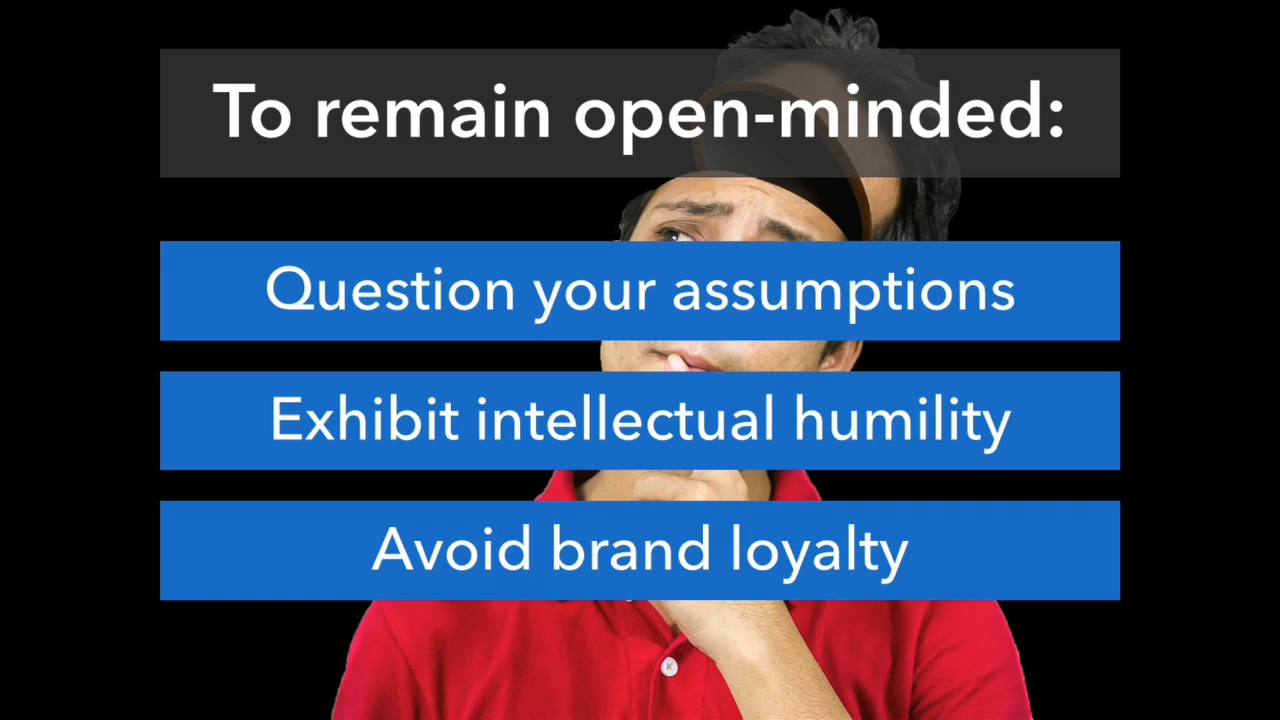 To remain open-minded:
Question your assumptions
Exhibit intellectual humility
Avoid brand loyalty